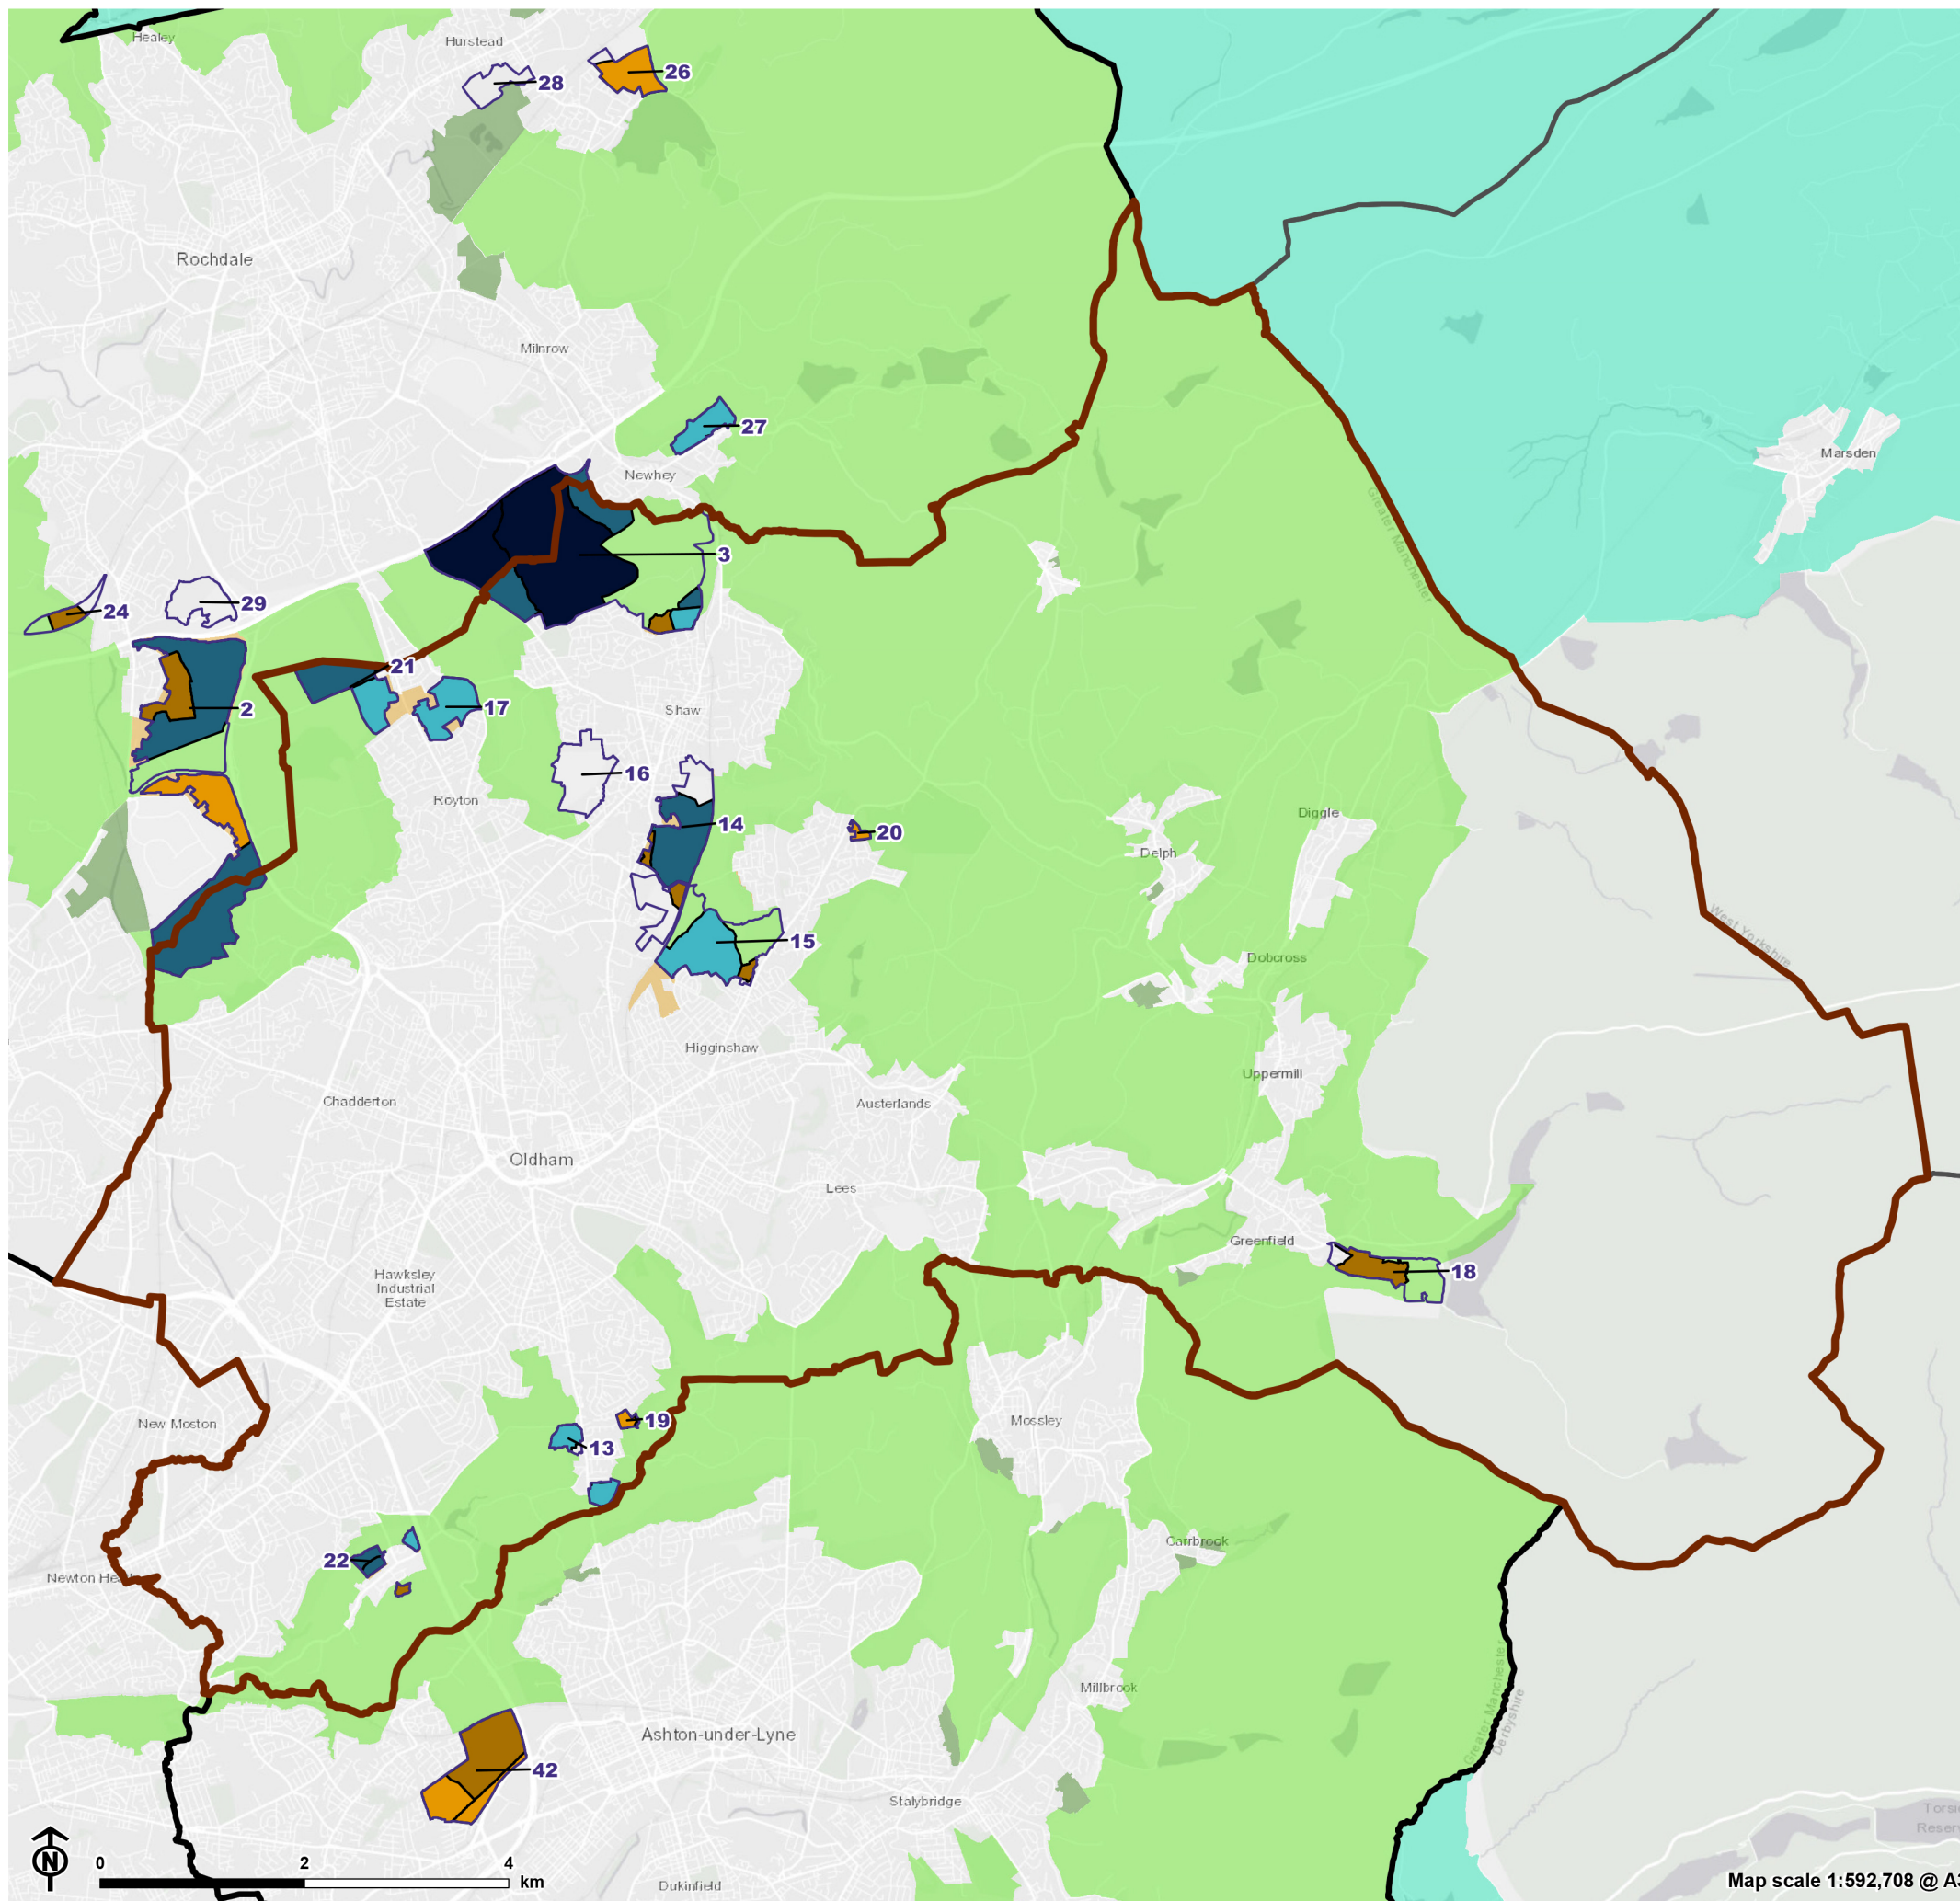 Healey
Hurstead
28
26
Rochdale
Milnrow
27
Newhey
Marsden
Greater Manchester
3
24
29
21
2
17
Shaw
16
Royton
14
20
Diggle
Delph
West Yorkshire
15
Dobcross
Higginshaw
Uppermill
Chadderton
Austerlands
Oldham
Lees
Greenfield
18
Hawksley
Industrial
Estate
New Moston
19
Mossley
13
Carrbrook
22
Newton
Millbrook
Greater Manchester
Derbyshire
Ashton-under-Lyne
42
Stalybridge
N
0 2 4
km
Dukinfield
Map scale 1:592,708 @